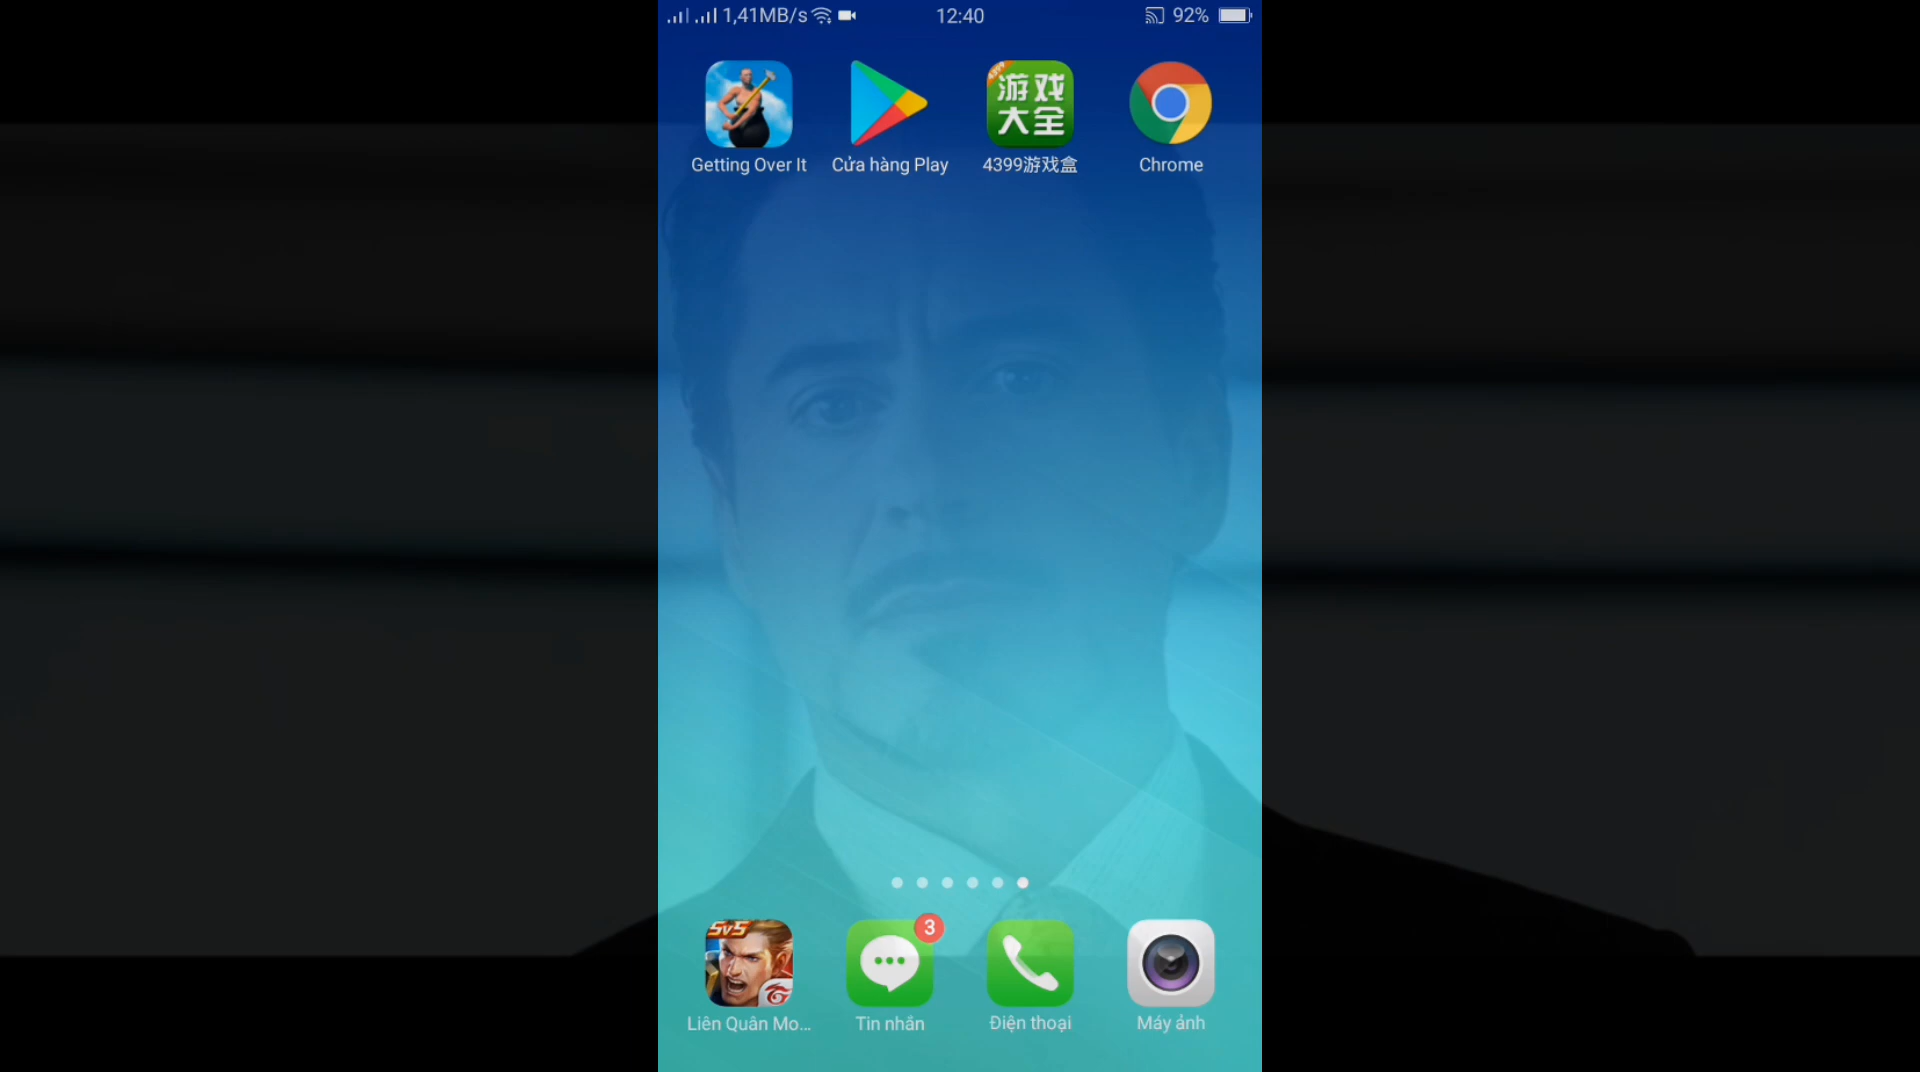 1,41MB/s 12:40 92%
4399
游戏
大全
Getting Over It Cửa hàng Play 4399游戏盒 Chrome
5v5 3
Liên Quân Mo... Tin nhắn Điện thoại Máy ảnh